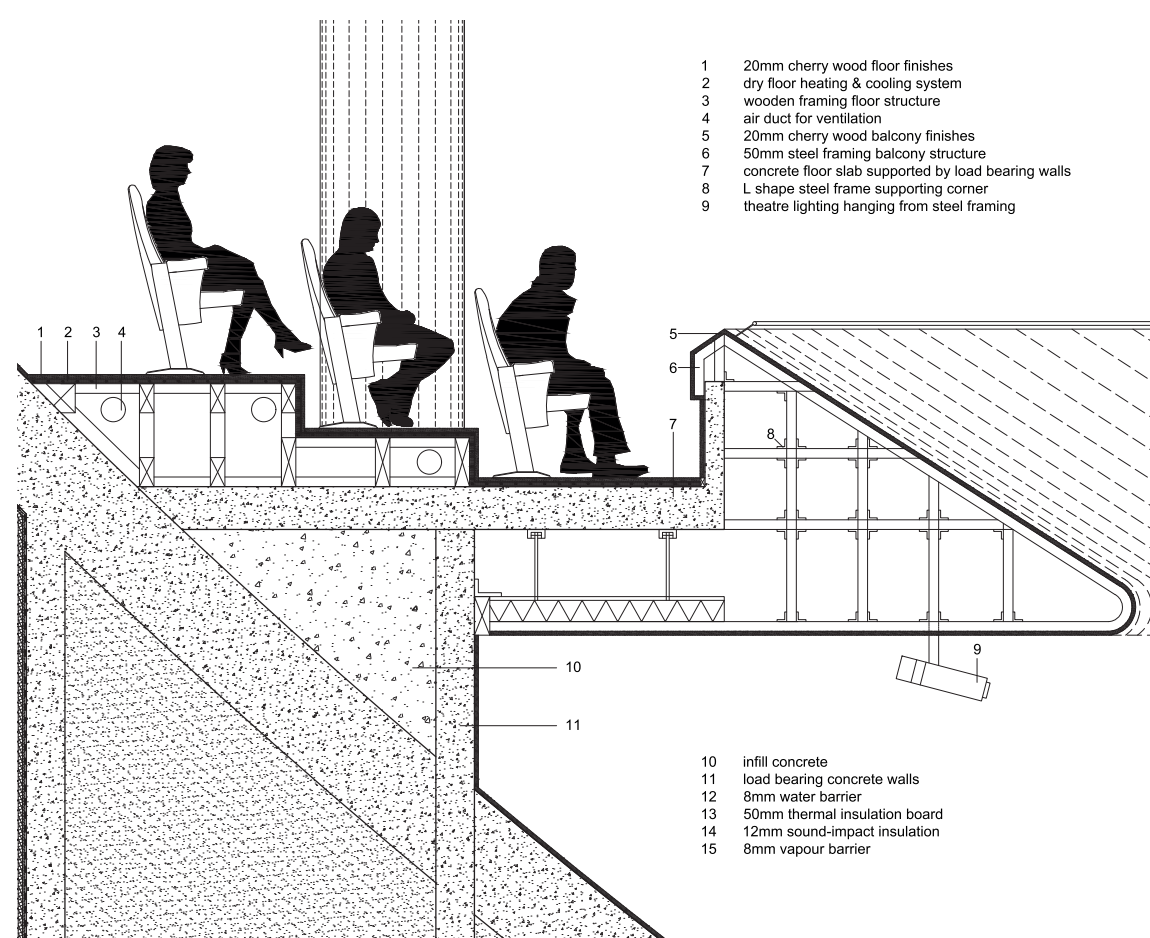 1 20mm cherry wood floor finishes
2 dry floor heating & cooling system
3 wooden framing floor structure
4 air duct for ventilation
5 20mm cherry wood balcony finishes
6 50mm steel framing balcony structure
7 concrete floor slab supported by load bearing walls
8 L shape steel frame supporting corner
9 theatre lighting hanging from steel framing
1 2 3 4
5
6
7
8
9
10
11
10 infill concrete
11 load bearing concrete walls
12 8mm water barrier
13 50mm thermal insulation board
14 12mm sound-impact insulation
15 8mm vapour barrier